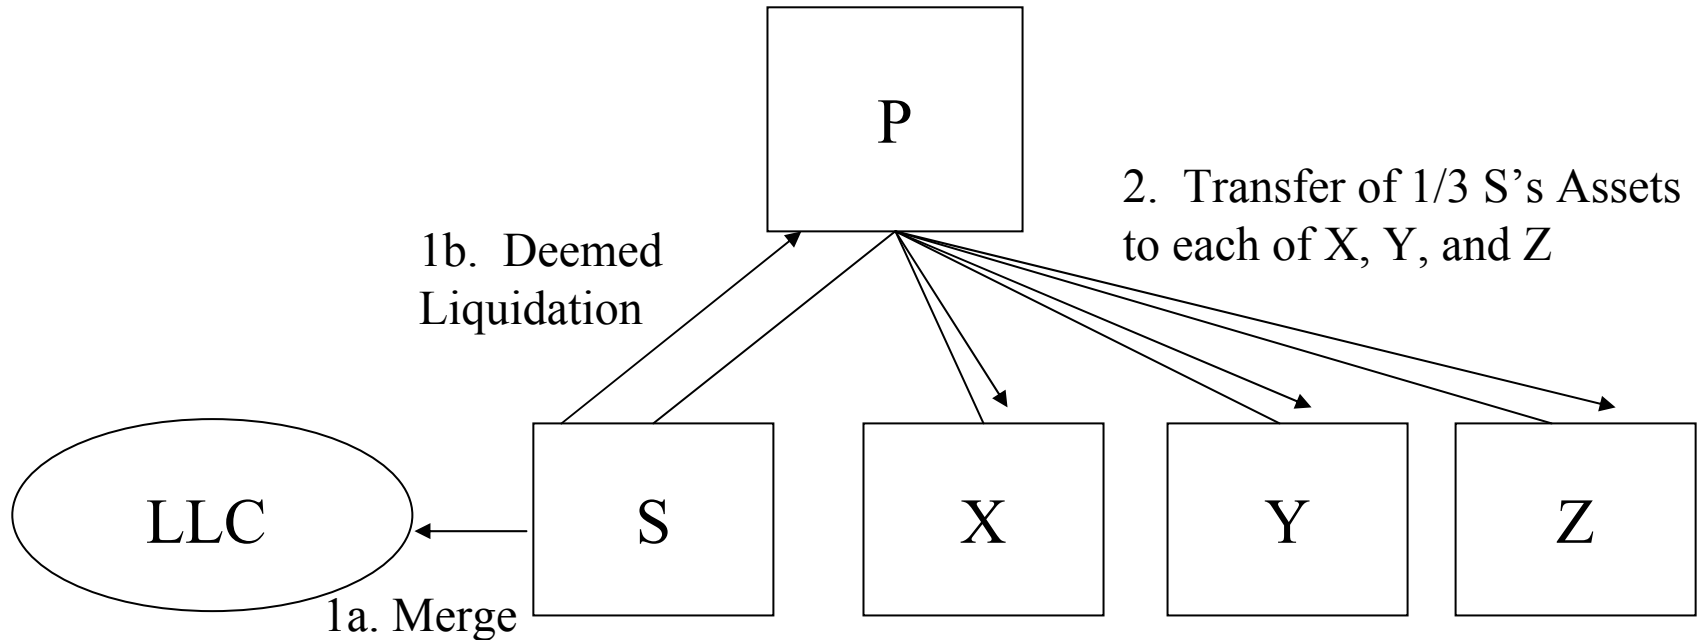 P
2.  Transfer of 1/3 S’s Assets
to each of X, Y, and Z
1b.  Deemed
Liquidation
LLC
S
X
Y
Z
1a. Merge